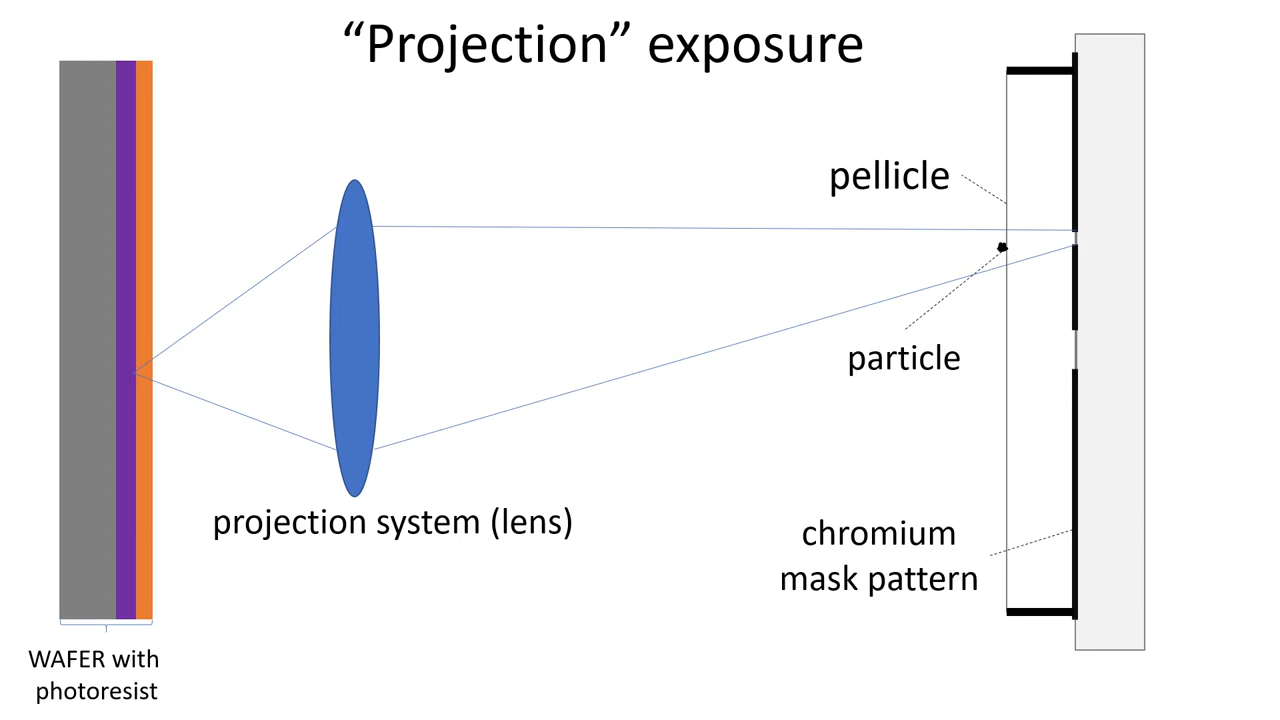 “Projection” exposure
pellicle
particle
projection system (lens)
chromium
mask pattern
WAFER with
photoresist